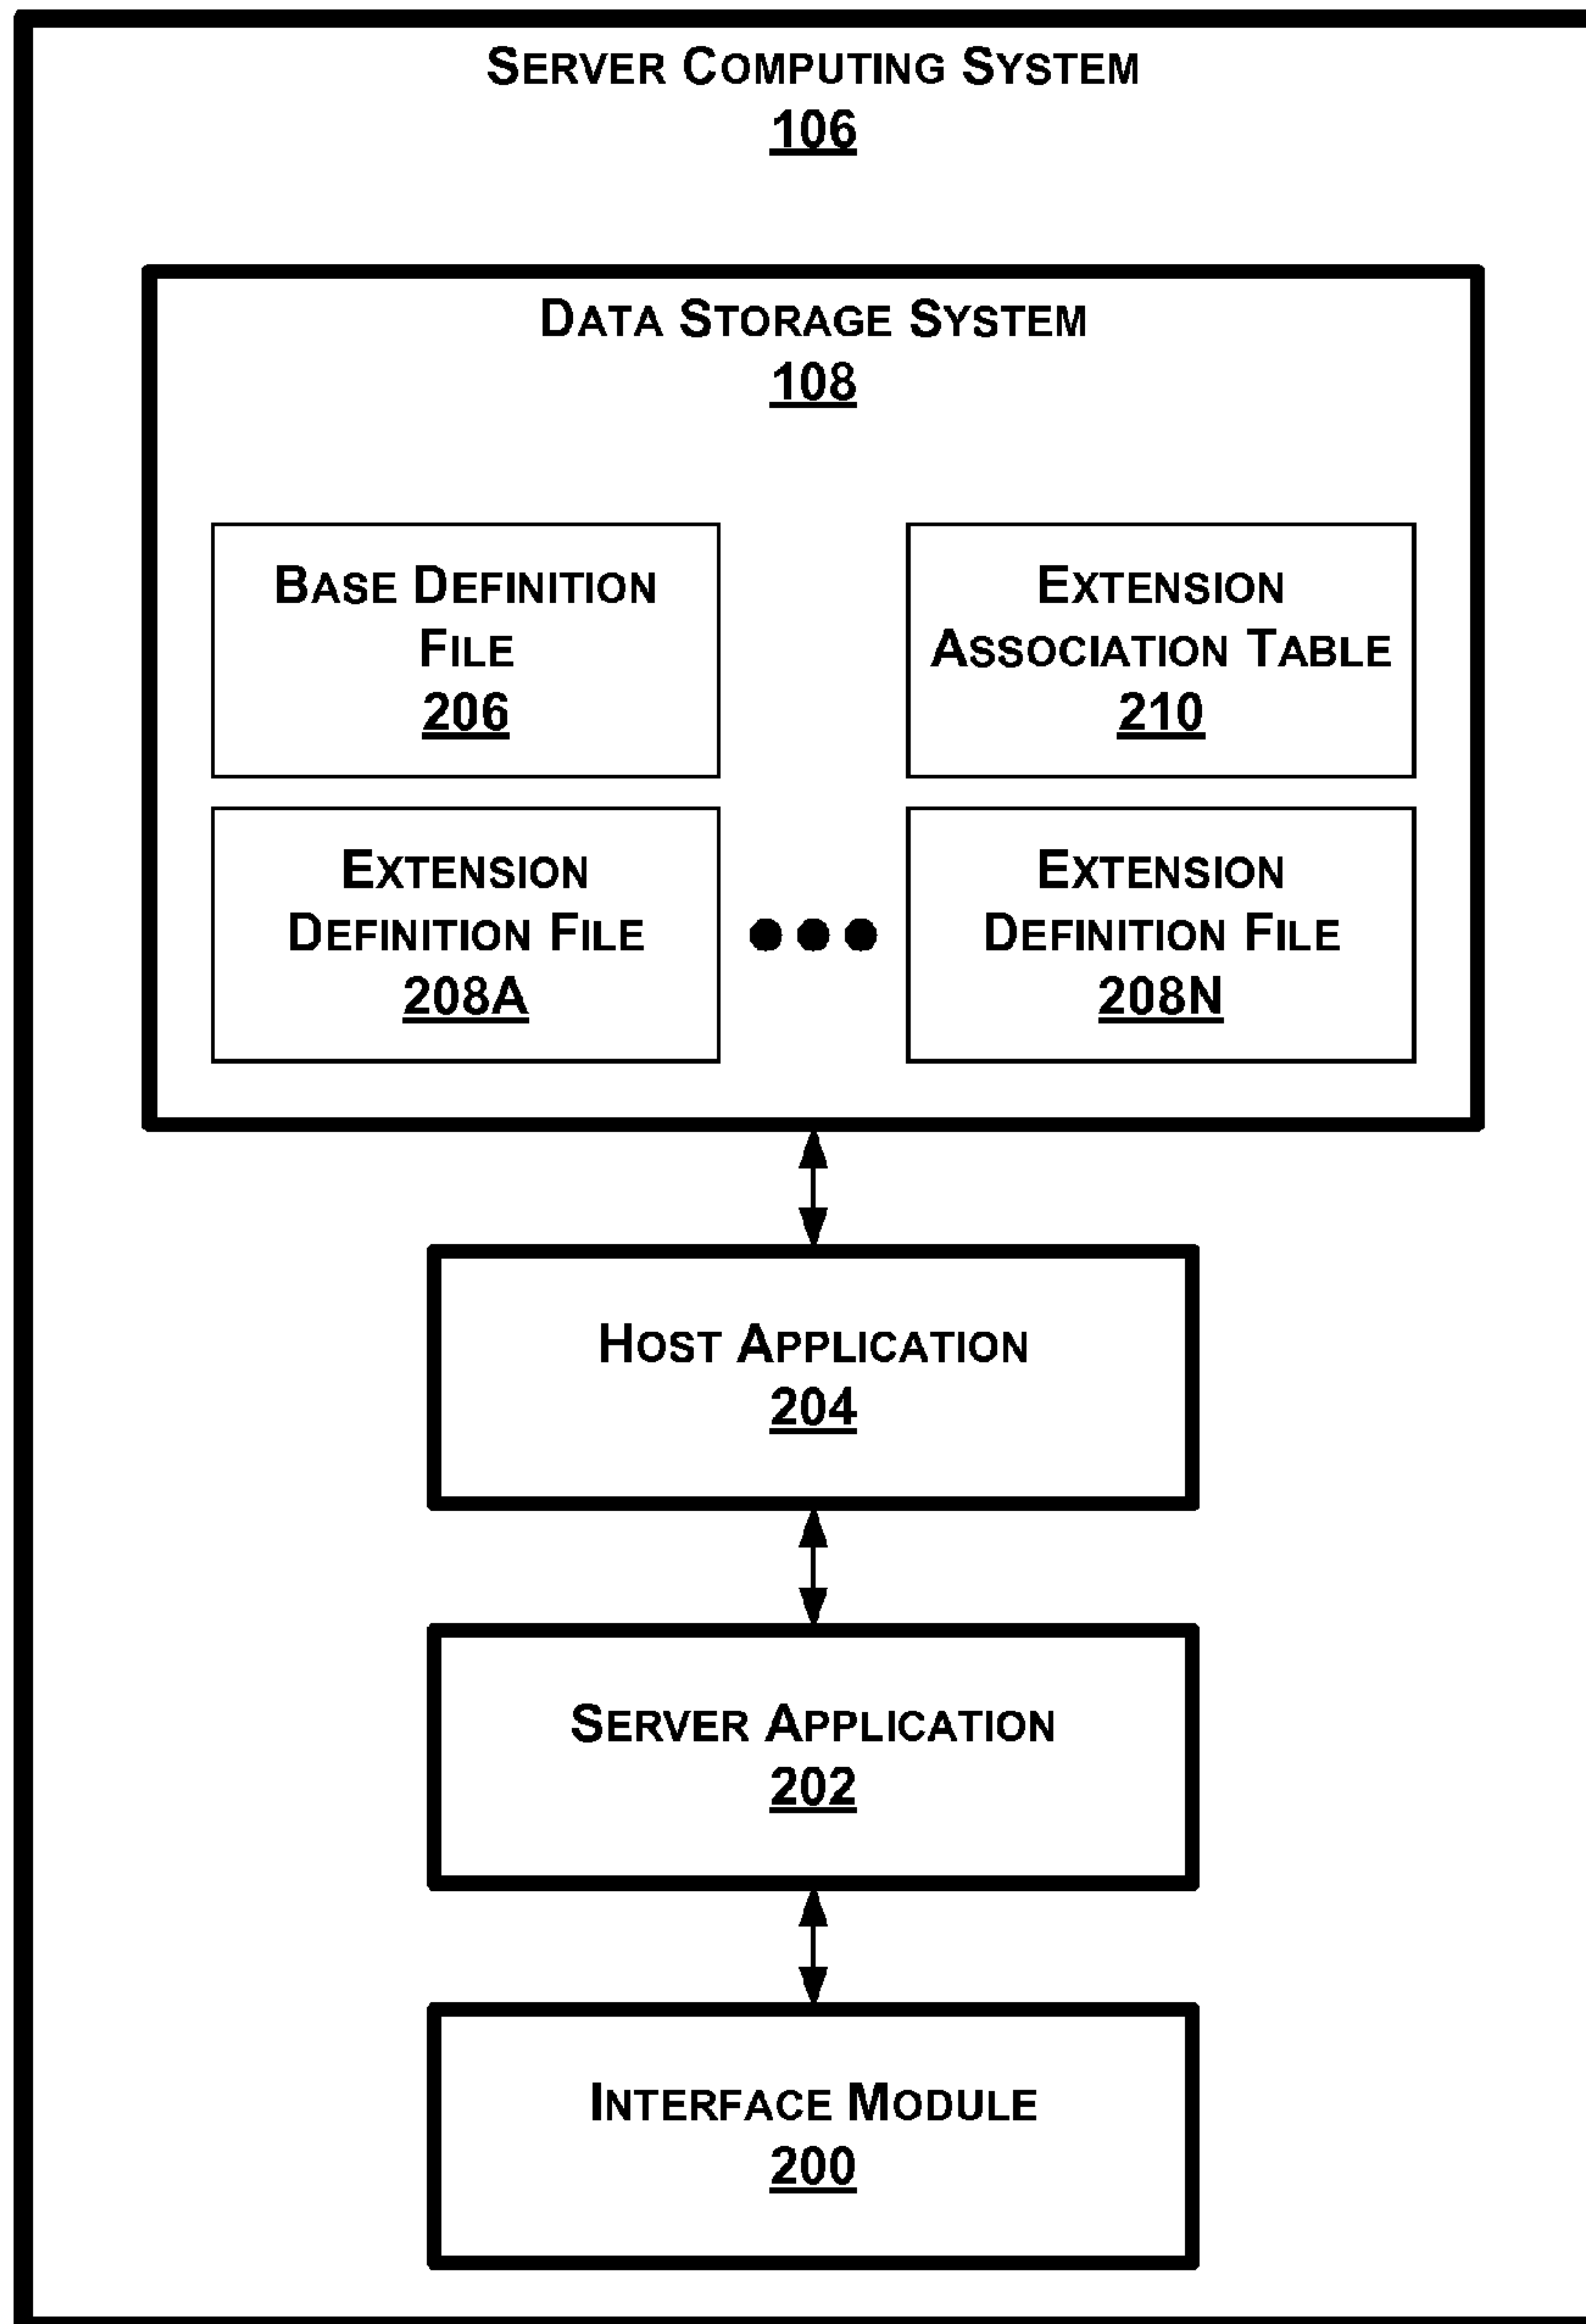 SERVER COMPUTING SYSTEM
106
DATA STORAGE SYSTEM
108
BASE DEFINITION
FILE
206
EXTENSION
ASSOCIATION TABLE
210
EXTENSION
DEFINITION FILE
208A
EXTENSION
DEFINITION FILE
208N
HOST APPLICATION
204
SERVER APPLICATION
202
INTERFACE MODULE
200